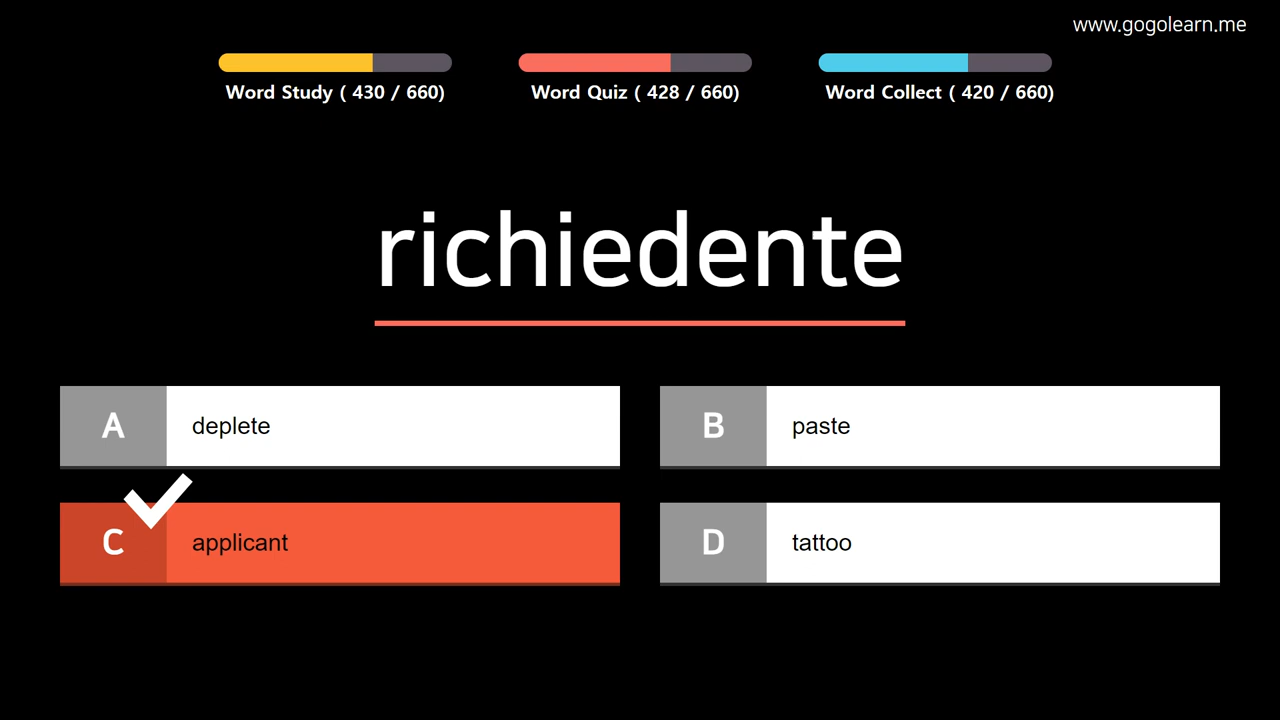 www.gogolearn.me
Word Study ( 430 / 660)
Word Quiz ( 428 / 660)
Word Collect ( 420 / 660)
richiedente
A deplete
B paste
C applicant
D tattoo